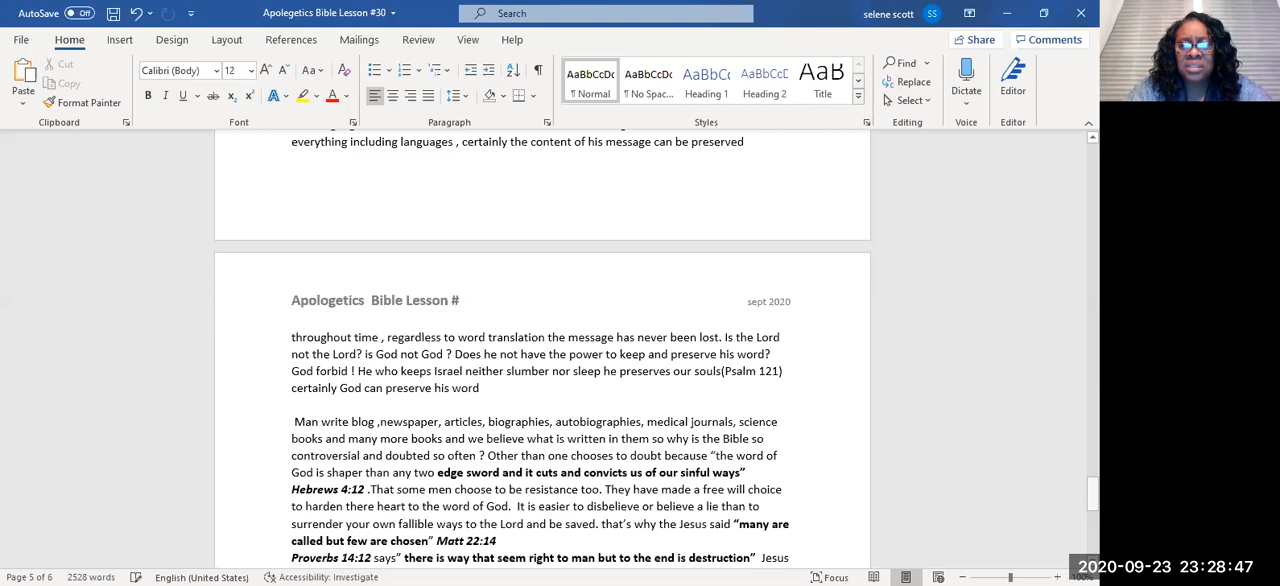 AutoSave Off Apolegetics Bible Lesson #30 Search selene scott SS
File Home Insert Design Layout References Mailings Review View Help Share Comments
Paste Cut Copy Format Painter
Calibri (Body) 12
AaBbCcDc AaBbCcDc AaBbCc AaBbCcC AaB
¶ Normal ¶ No Spac... Heading 1 Heading 2 Title
Find Replace Select Dictate Editor
Clipboard Font Paragraph Styles Editing Voice Editor
everything including languages , certainly the content of his message can be preserved
Apologetics Bible Lesson # sept 2020
throughout time , regardless to word translation the message has never been lost. Is the Lord
not the Lord? is God not God ? Does he not have the power to keep and preserve his word?
God forbid ! He who keeps Israel neither slumber nor sleep he preserves our souls(Psalm 121)
certainly God can preserve his word
Man write blog ,newspaper, articles, biographies, autobiographies, medical journals, science
books and many more books and we believe what is written in them so why is the Bible so
controversial and doubted so often ? Other than one chooses to doubt because “the word of
God is shaper than any two edge sword and it cuts and convicts us of our sinful ways”
Hebrews 4:12 .That some men choose to be resistance too. They have made a free will choice
to harden there heart to the word of God. It is easier to disbelieve or believe a lie than to
surrender your own fallible ways to the Lord and be saved. that’s why the Jesus said “many are
called but few are chosen” Matt 22:14
Proverbs 14:12 says” there is way that seem right to man but to the end is destruction” Jesus
Page 5 of 6 2528 words English (United States) Accessibility: Investigate Focus 100%
2020-09-23 23:28:47